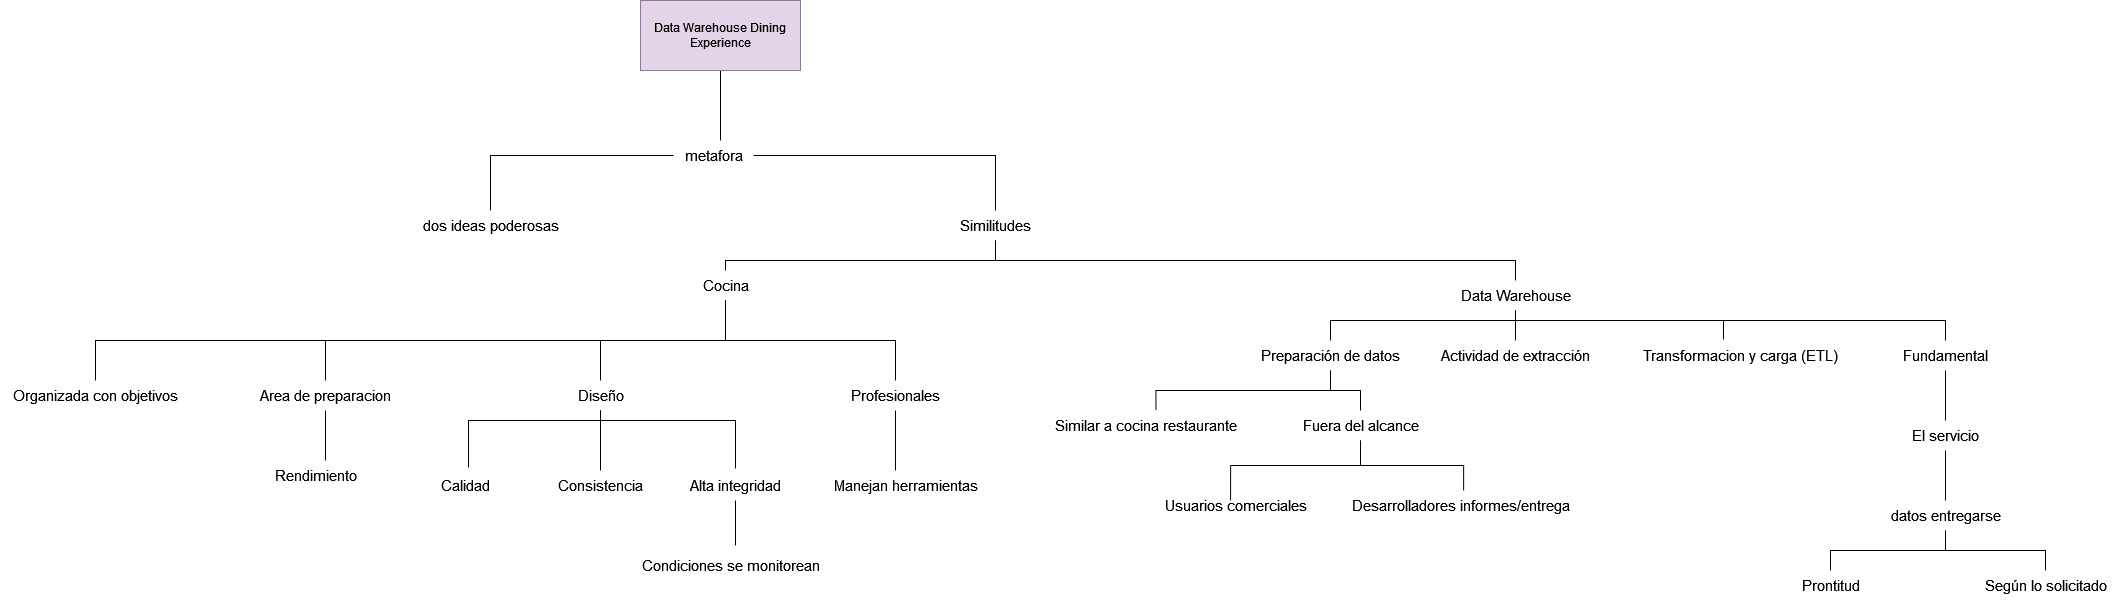 Data Warehouse Dining
Experience
metafora
dos ideas poderosas
Similitudes
Cocina
Data Warehouse
Preparación de datos
Actividad de extracción
Transformacion y carga (ETL)
Fundamental
Organizada con objetivos
Area de preparacion
Diseño
Profesionales
Similar a cocina restaurante
Fuera del alcance
El servicio
Rendimiento
Calidad
Consistencia
Alta integridad
Manejan herramientas
Usuarios comerciales
Desarrolladores informes/entrega
datos entregarse
Condiciones se monitorean
Prontitud
Según lo solicitado